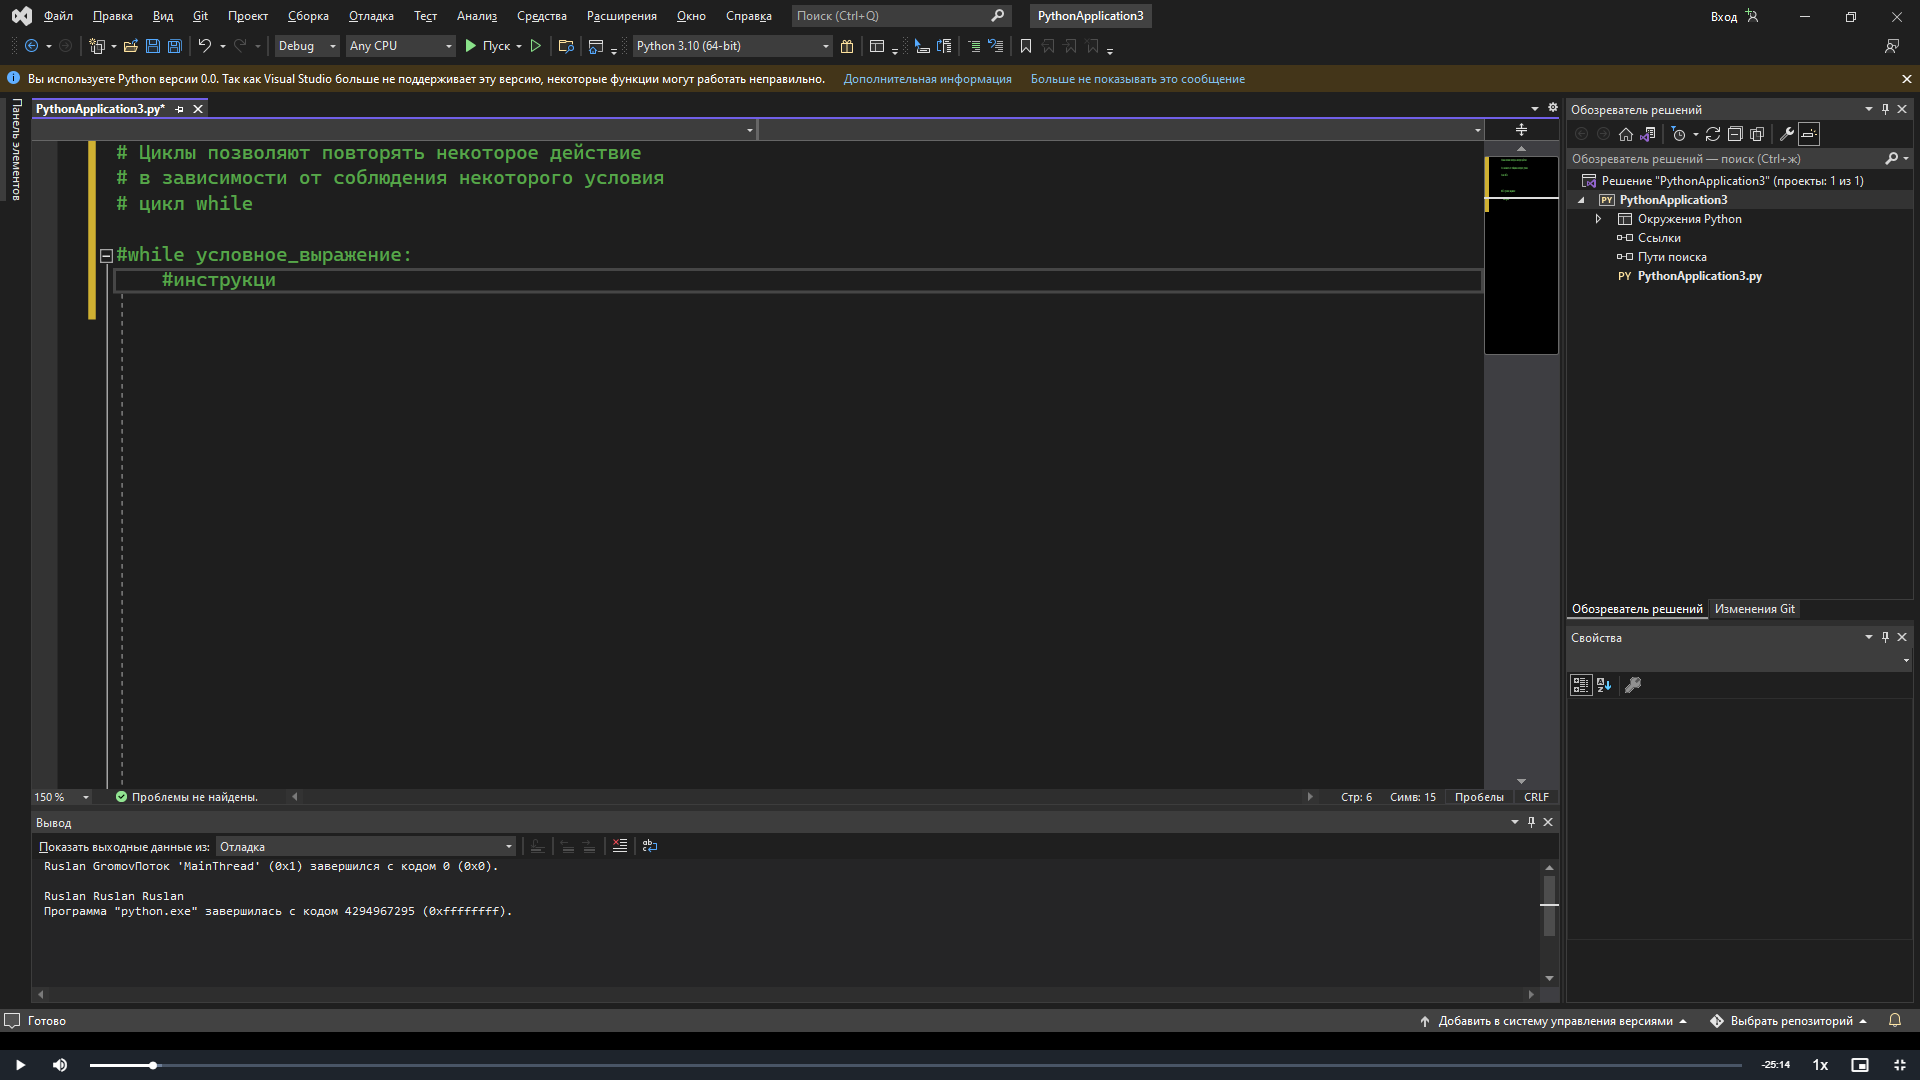 Файл Правка Вид Git Проект Сборка Отладка Тест Анализ Средства Расширения Окно Справка Поиск (Ctrl+Q) PythonApplication3 Вход
Debug Any CPU Пуск Python 3.10 (64-bit)
Вы используете Python версии 0.0. Так как Visual Studio больше не поддерживает эту версию, некоторые функции могут работать неправильно. Дополнительная информация Больше не показывать это сообщение
Панель элементов
PythonApplication3.py*
# Циклы позволяют повторять некоторое действие
# в зависимости от соблюдения некоторого условия
# цикл while
#while условное_выражение:
#инструкци
150 % Проблемы не найдены. Стр: 6 Симв: 15 Пробелы CRLF
Вывод
Показать выходные данные из: Отладка
Ruslan GromovПоток 'MainThread' (0x1) завершился с кодом 0 (0x0).
Ruslan Ruslan Ruslan
Программа "python.exe" завершилась с кодом 4294967295 (0xffffffff).
Обозреватель решений
Обозреватель решений — поиск (Ctrl+ж)
Решение "PythonApplication3" (проекты: 1 из 1)
PY PythonApplication3
Окружения Python
Ссылки
Пути поиска
PY PythonApplication3.py
Обозреватель решений Изменения Git
Свойства
Готово Добавить в систему управления версиями Выбрать репозиторий
-25:14 1x